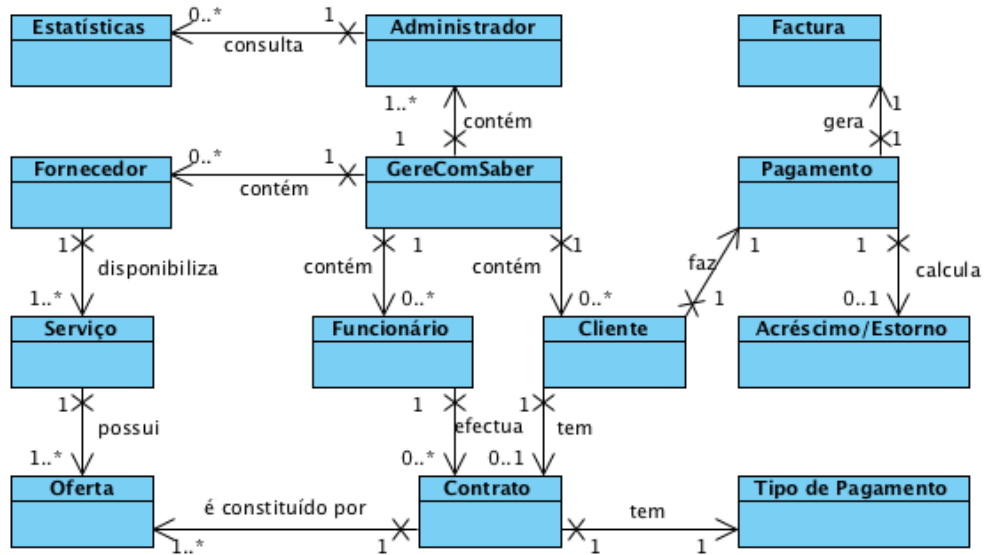 Estatísticas 0..* 1 Administrador Factura
consulta
1..* contém 1
1 gera 1
Fornecedor 0..* 1 GereComSaber Pagamento
contém
1 1 1 1 1
disponibiliza contém contém faz 1 calcula
1..* 0..* 0..* 0..1
Serviço Funcionário Cliente Acréscimo/Estorno
1 1 1
possui efectua tem
1..* 0..* 0..1
Oferta Contrato Tipo de Pagamento
é constituído por tem
1..* 1 1 1